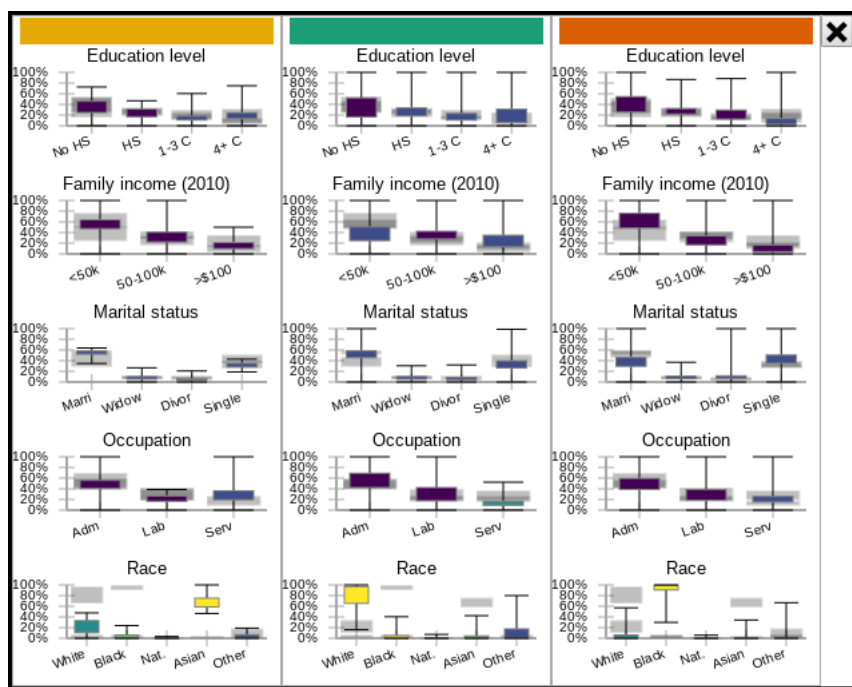 Education level Education level Education level
100% 100% 100%
80% 80% 80%
60% 60% 60%
40% 40% 40%
20% 20% 20%
0% 0% 0%
No HS HS 1-3 C 4+ C No HS HS 1-3 C 4+ C No HS HS 1-3 C 4+ C
Family income (2010) Family income (2010) Family income (2010)
100% 100% 100%
80% 80% 80%
60% 60% 60%
40% 40% 40%
20% 20% 20%
0% 0% 0%
<50k 50-100k >$100 <50k 50-100k >$100 <50k 50-100k >$100
Marital status Marital status Marital status
100% 100% 100%
80% 80% 80%
60% 60% 60%
40% 40% 40%
20% 20% 20%
0% 0% 0%
Marri Widow Divor Single Marri Widow Divor Single Marri Widow Divor Single
Occupation Occupation Occupation
100% 100% 100%
80% 80% 80%
60% 60% 60%
40% 40% 40%
20% 20% 20%
0% 0% 0%
Adm Lab Serv Adm Lab Serv Adm Lab Serv
Race Race Race
100% 100% 100%
80% 80% 80%
60% 60% 60%
40% 40% 40%
20% 20% 20%
0% 0% 0%
White Black Nat. Asian Other White Black Nat. Asian Other White Black Nat. Asian Other